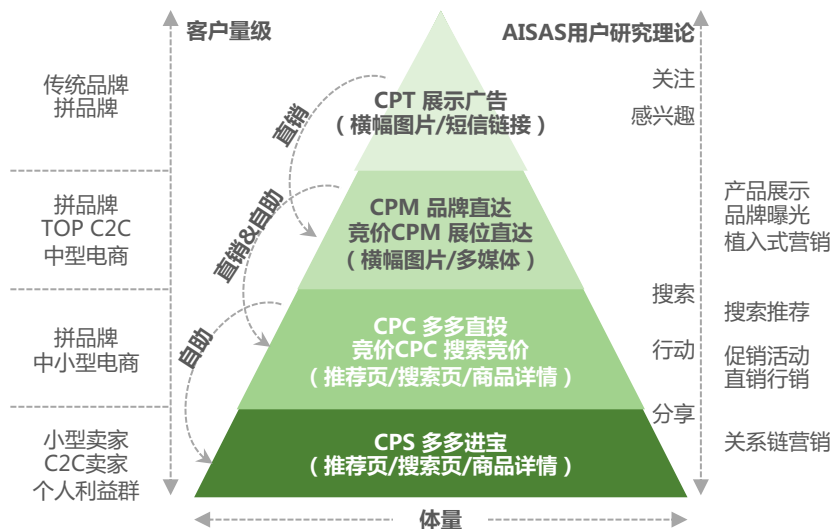 客户量级
AISAS用户研究理论
传统品牌
拼品牌
CPT 展示广告
（横幅图片/短信链接）
关注
感兴趣
直销
拼品牌
TOP C2C
中型电商
CPM 品牌直达
竞价CPM 展位直达
（横幅图片/多媒体）
产品展示
品牌曝光
植入式营销
直销&自助
搜索
搜索推荐
拼品牌
中小型电商
CPC 多多直投
竞价CPC 搜索竞价
（推荐页/搜索页/商品详情）
行动
促销活动
直销行销
自助
分享
小型卖家
C2C卖家
个人利益群
CPS 多多进宝
（推荐页/搜索页/商品详情）
关系链营销
体量